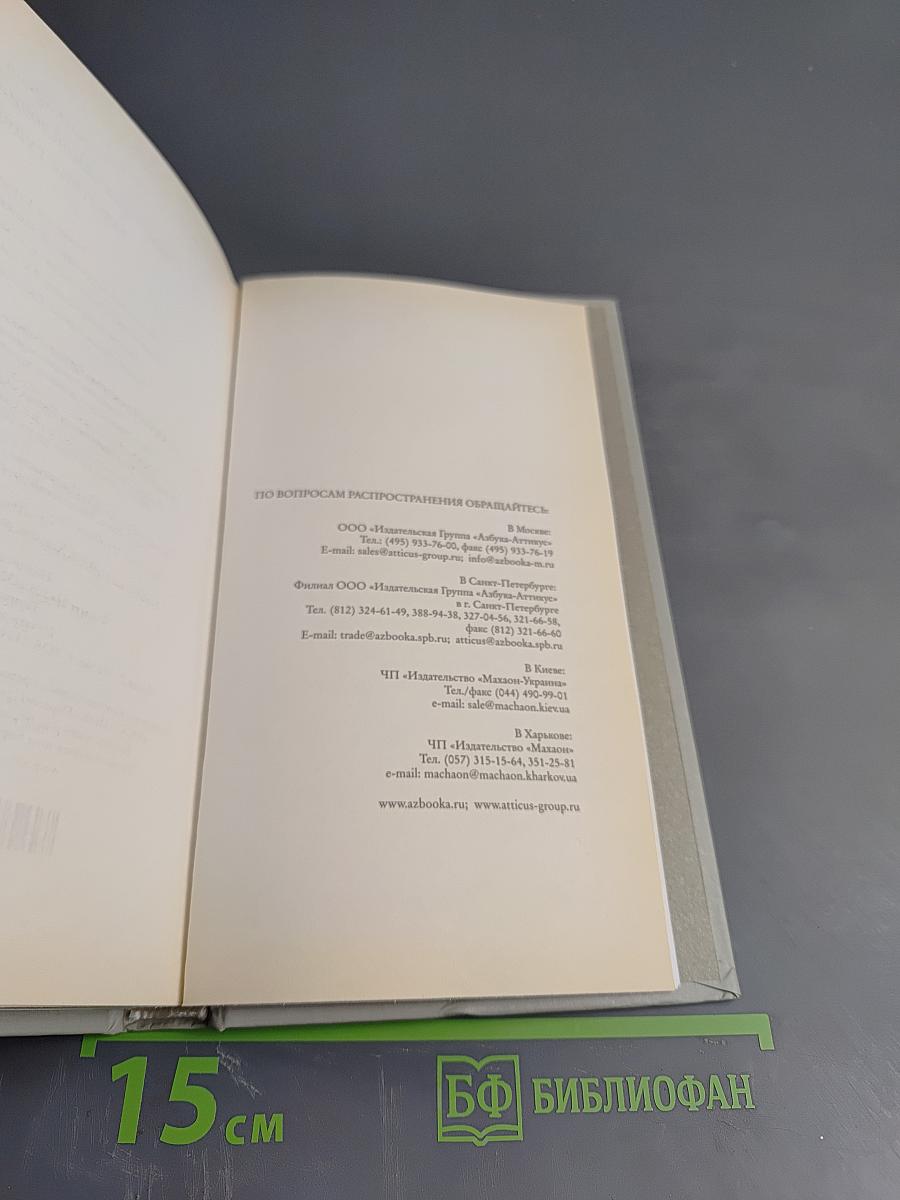 ПО ВОПРОСАМ РАСПРОСТРАНЕНИЯ ОБРАЩАЙТЕСЬ:
В Москве:
ООО «Издательская Группа «Азбука-Аттикус»
Тел.: (495) 933-76-00, факс (495) 933-76-19
E-mail: sales@atticus-group.ru; info@azbooka-m.ru
В Санкт-Петербурге:
Филиал ООО «Издательская Группа «Азбука-Аттикус»
в г. Санкт-Петербурге
Тел. (812) 324-61-49, 388-94-38, 327-04-56, 321-66-58,
факс (812) 321-66-60
E-mail: trade@azbooka.spb.ru; atticus@azbooka.spb.ru
В Киеве:
ЧП «Издательство «Махаон-Украина»
Тел./факс (044) 490-99-01
e-mail: sale@machaon.kiev.ua
В Харькове:
ЧП «Издательство «Махаон»
Тел. (057) 315-15-64, 351-25-81
e-mail: machaon@machaon.kharkov.ua
www.azbooka.ru; www.atticus-group.ru
15 см
БФ БИБЛИОФАН